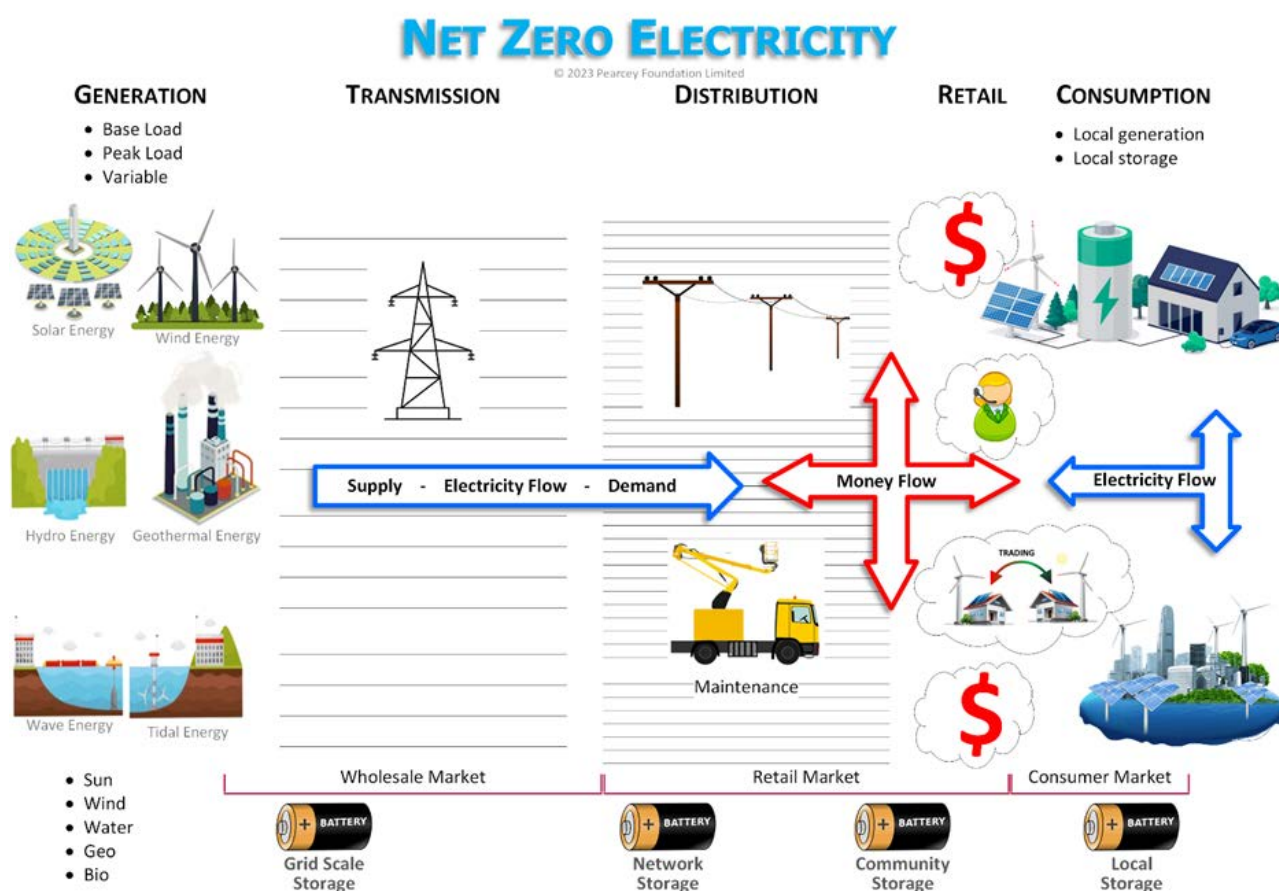 NET ZERO ELECTRICITY
© 2023 Pearcey Foundation Limited
GENERATION
TRANSMISSION
DISTRIBUTION
RETAIL
CONSUMPTION
• Base Load
• Peak Load
• Variable
• Local generation
• Local storage
$
Solar Energy
Wind Energy
Hydro Energy
Geothermal Energy
Supply - Electricity Flow - Demand
Money Flow
Electricity Flow
TRADING
Maintenance
$
Wave Energy
Tidal Energy
Wholesale Market
Retail Market
Consumer Market
• Sun
• Wind
• Water
• Geo
• Bio
+ BATTERY
Grid Scale
Storage
+ BATTERY
Network
Storage
+ BATTERY
Community
Storage
+ BATTERY
Local
Storage